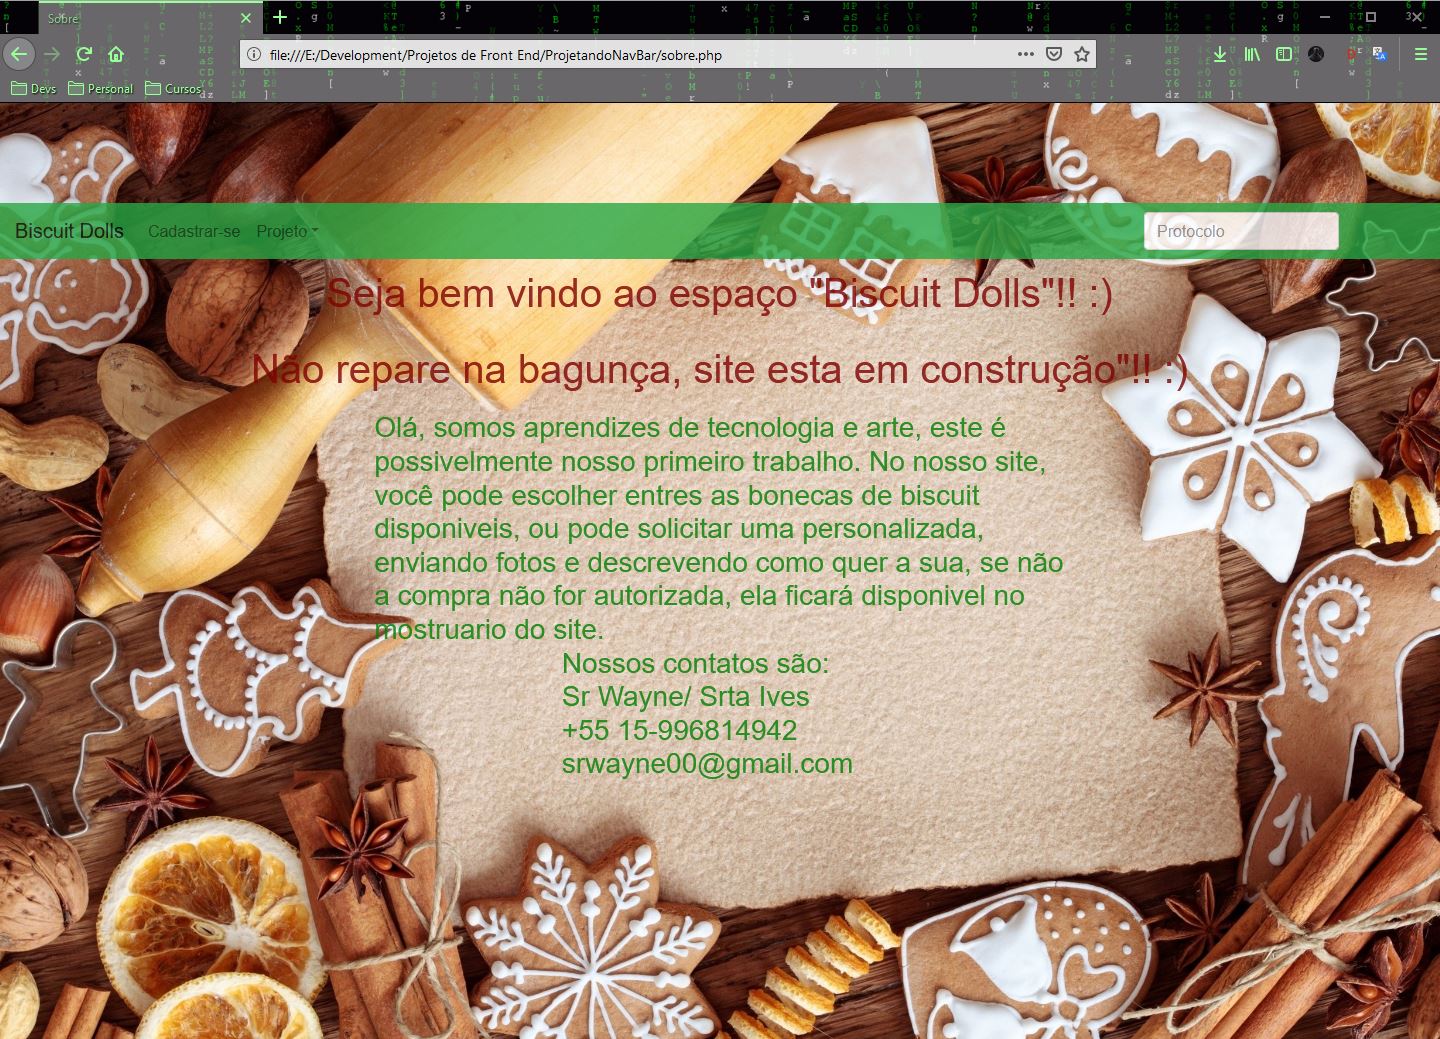 Sobre
file:///E:/Development/Projetos de Front End/ProjetandoNavBar/sobre.php
Devs Personal Cursos
Biscuit Dolls Cadastrar-se Projeto Protocolo
Seja bem vindo ao espaço "Biscuit Dolls"!! :)
Não repare na bagunça, site esta em construção"!! :)
Olá, somos aprendizes de tecnologia e arte, este é
possivelmente nosso primeiro trabalho. No nosso site,
você pode escolher entres as bonecas de biscuit
disponiveis, ou pode solicitar uma personalizada,
enviando fotos e descrevendo como quer a sua, se não
a compra não for autorizada, ela ficará disponivel no
mostruario do site.
Nossos contatos são:
Sr Wayne/ Srta Ives
+55 15-996814942
srwayne00@gmail.com